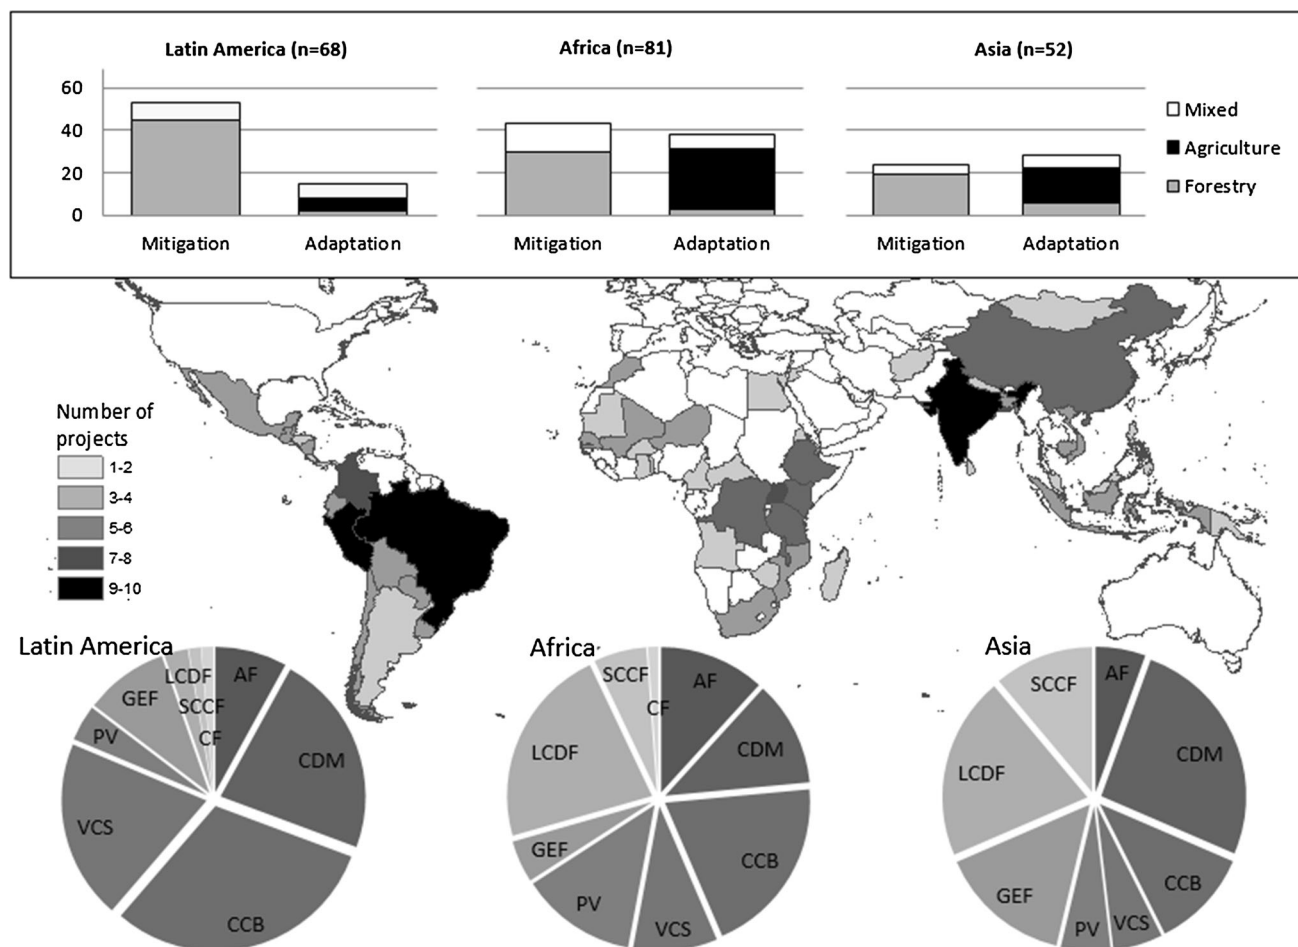 Latin America (n=68)
Africa (n=81)
Asia (n=52)
60
40
20
0
Mitigation
Adaptation
Mitigation
Adaptation
Mitigation
Adaptation
Mixed
Agriculture
Forestry
Number of
projects
1-2
3-4
5-6
7-8
9-10
Latin America
AF
CDM
CCB
VCS
PV
GEF
LCDF
SCCF
CF
Africa
AF
CDM
CCB
VCS
PV
GEF
LCDF
SCCF
CF
Asia
AF
CDM
CCB
VCS
PV
GEF
LCDF
SCCF